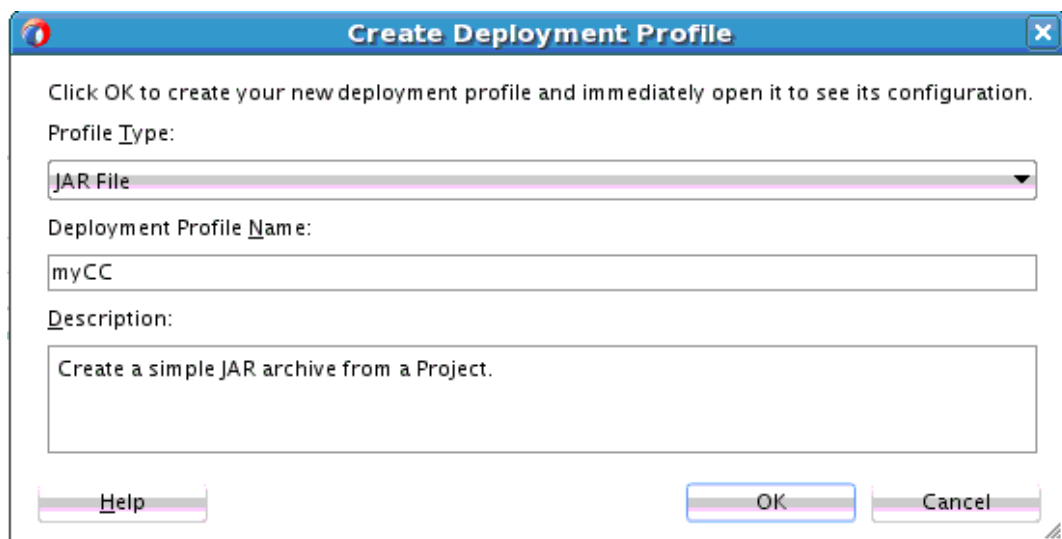 Create Deployment Profile
Click OK to create your new deployment profile and immediately open it to see its configuration.
Profile Type:
JAR File
Deployment Profile Name:
myCC
Description:
Create a simple JAR archive from a Project.
Help
OK
Cancel